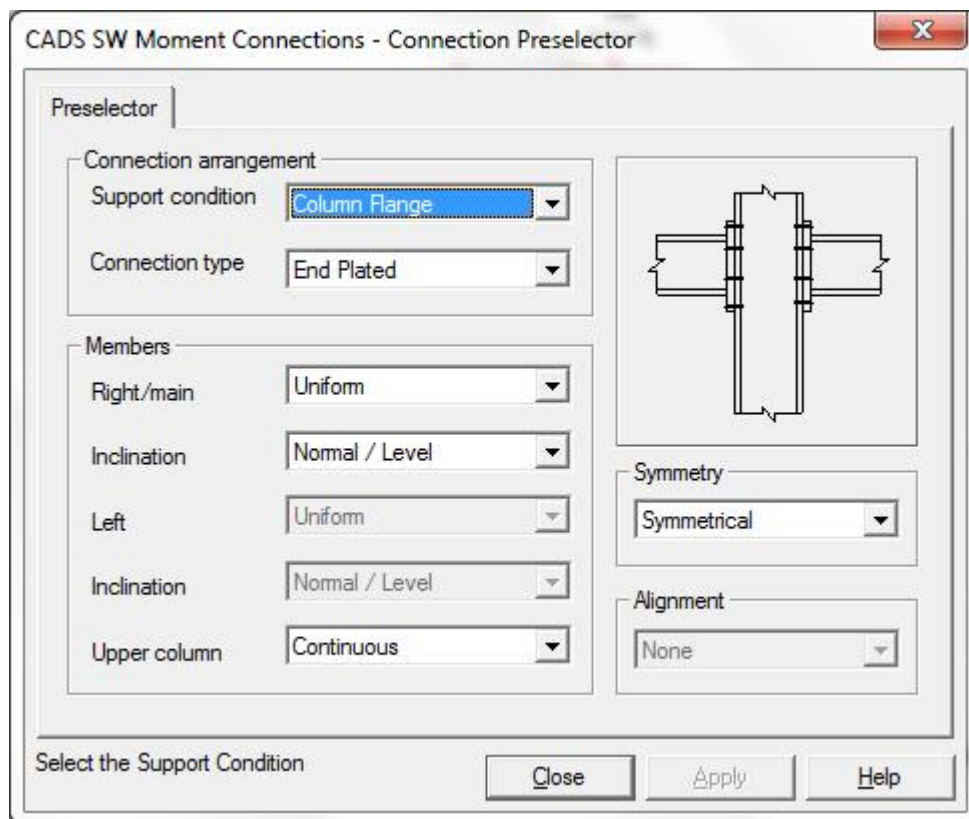 CADS SW Moment Connections - Connection Preselector
Preselector
Connection arrangement
Support condition
Column Flange
Connection type
End Plated
Members
Right/main
Uniform
Inclination
Normal / Level
Left
Uniform
Inclination
Normal / Level
Upper column
Continuous
Symmetry
Symmetrical
Alignment
None
Select the Support Condition
Close
Apply
Help